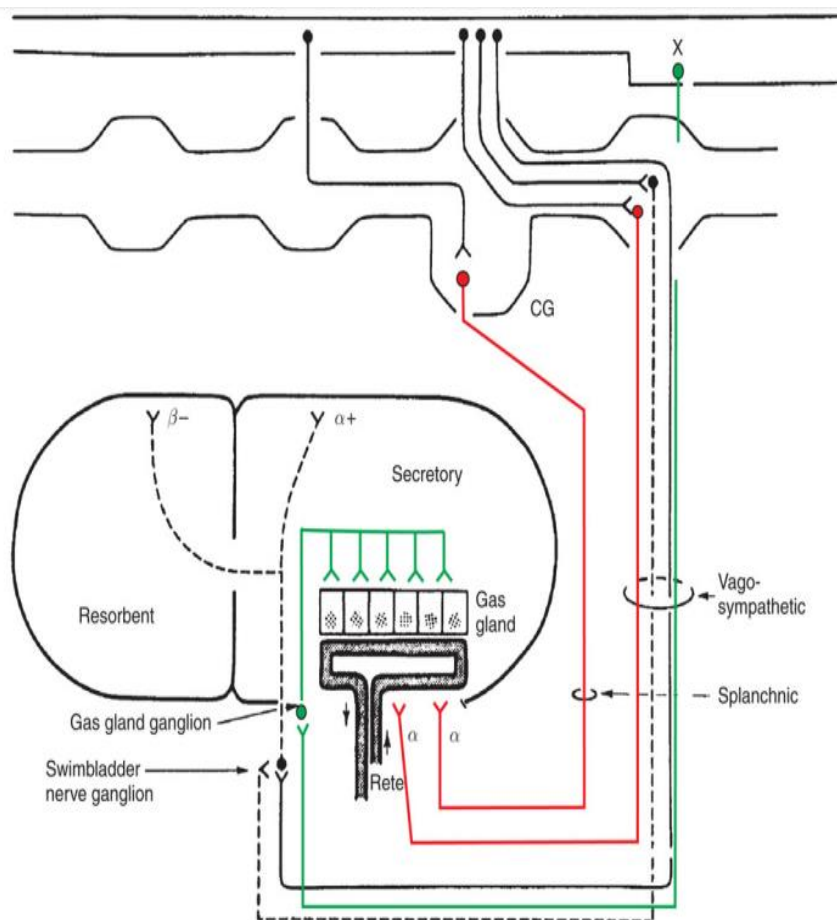 X
CG
β−
α+
Secretory
Resorbent
Gas
gland
Vago-
sympathetic
Splanchnic
Gas gland ganglion
α
α
Swimbladder
nerve ganglion
Rete